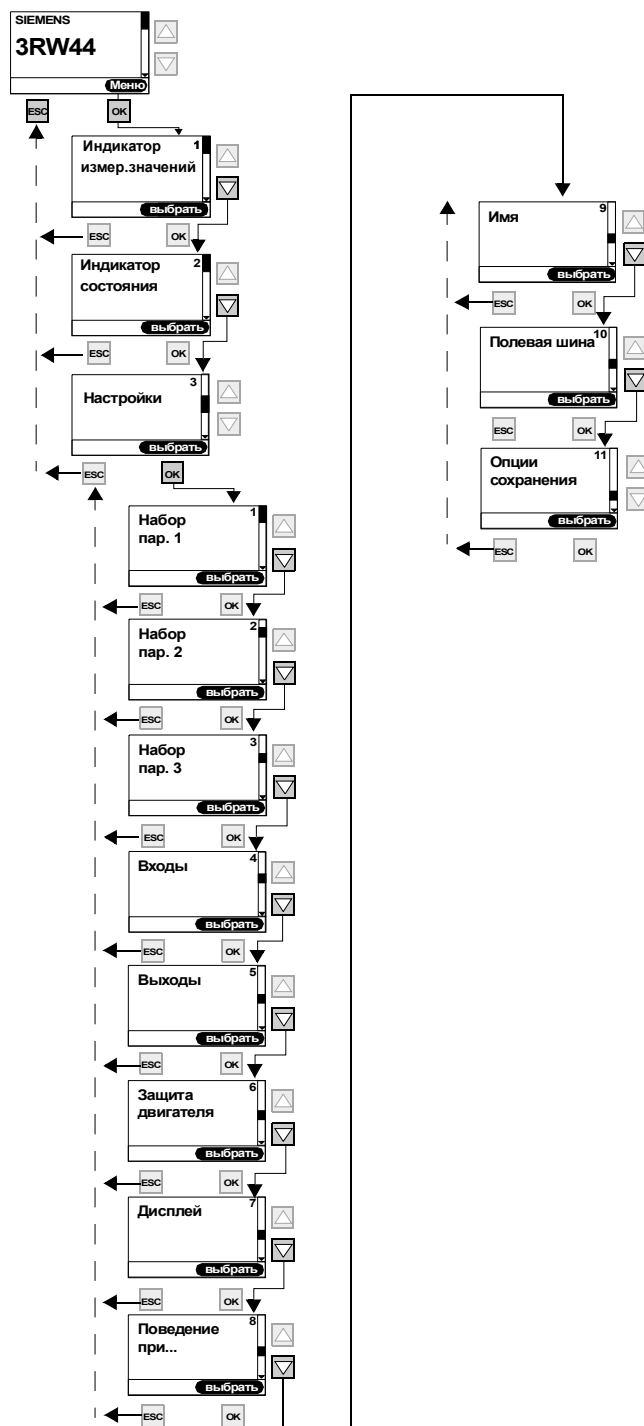 SIEMENS
3RW44
Меню
ESC
OK
1
Индикатор
измер.значений
выбрать
ESC
OK
2
Индикатор
состояния
выбрать
ESC
OK
3
Настройки
выбрать
ESC
OK
1
Набор
пар. 1
выбрать
ESC
OK
2
Набор
пар. 2
выбрать
ESC
OK
3
Набор
пар. 3
выбрать
ESC
OK
4
Входы
выбрать
ESC
OK
5
Выходы
выбрать
ESC
OK
6
Защита
двигателя
выбрать
ESC
OK
7
Дисплей
выбрать
ESC
OK
8
Поведение
при...
выбрать
ESC
OK
9
Имя
выбрать
ESC
OK
10
Полевая шина
выбрать
ESC
OK
11
Опции
сохранения
выбрать
ESC
OK